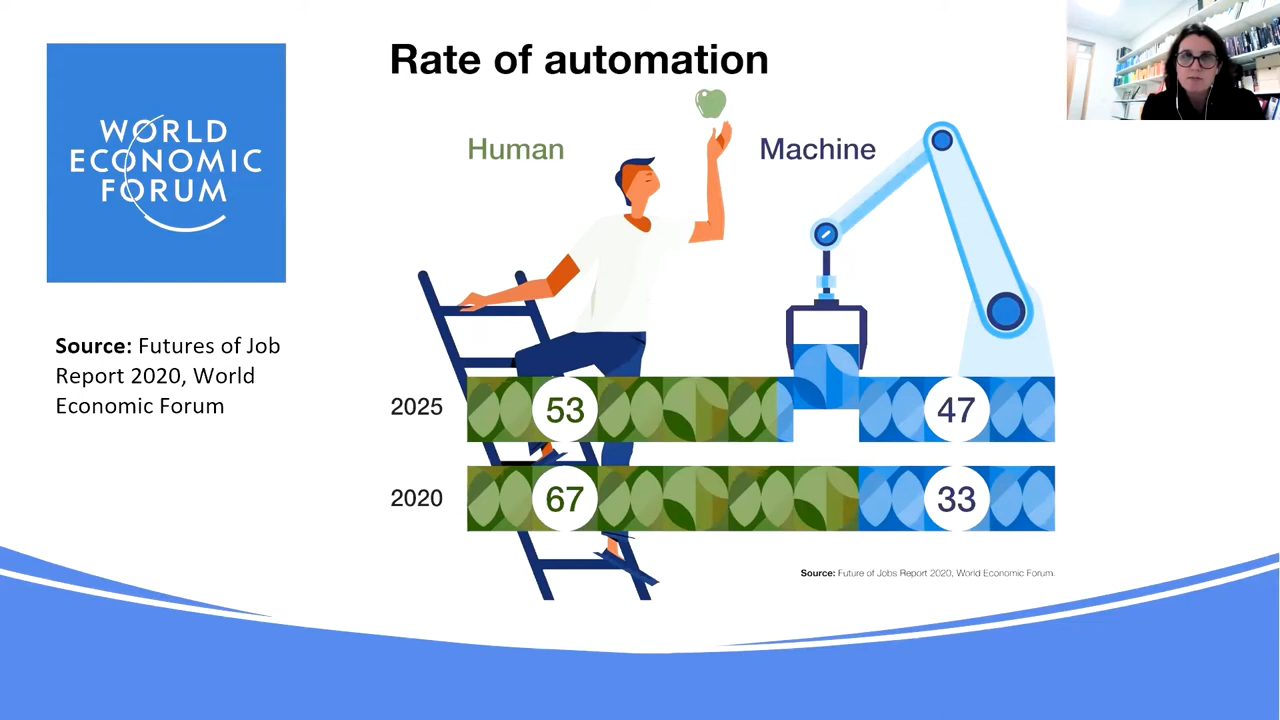 WORLD
ECONOMIC
FORUM
Source: Futures of Job
Report 2020, World
Economic Forum
Rate of automation
Human
Machine
2025
53
47
2020
67
33
Source: Future of Jobs Report 2020, World Economic Forum.